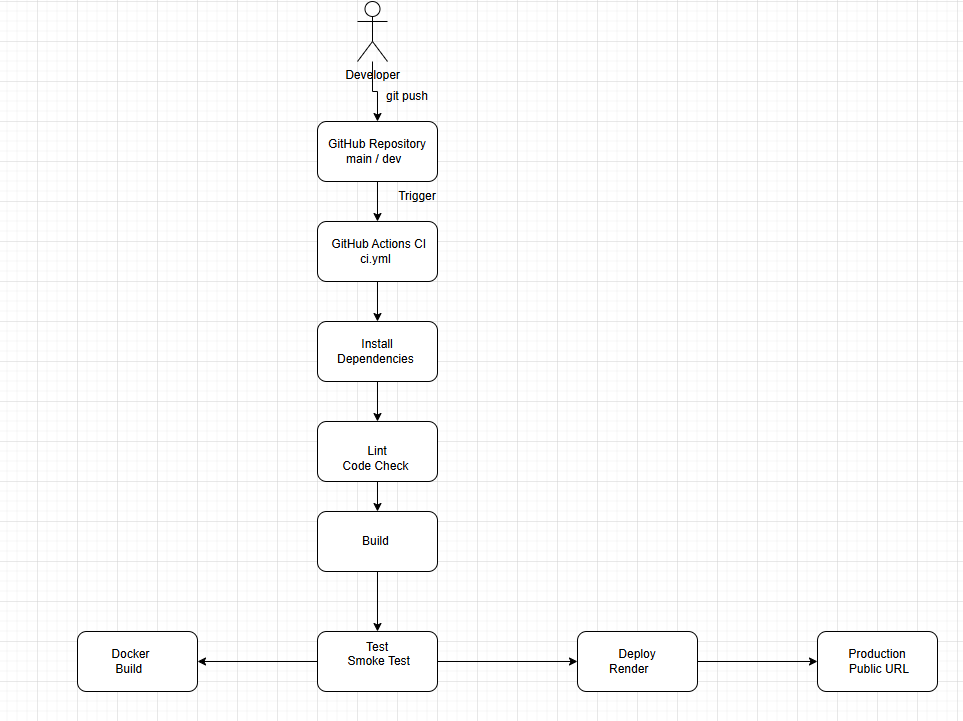 Developer
git push
GitHub Repository
main / dev
Trigger
GitHub Actions CI
ci.yml
Install
Dependencies
Lint
Code Check
Build
Docker
Build
Test
Smoke Test
Deploy
Render
Production
Public URL